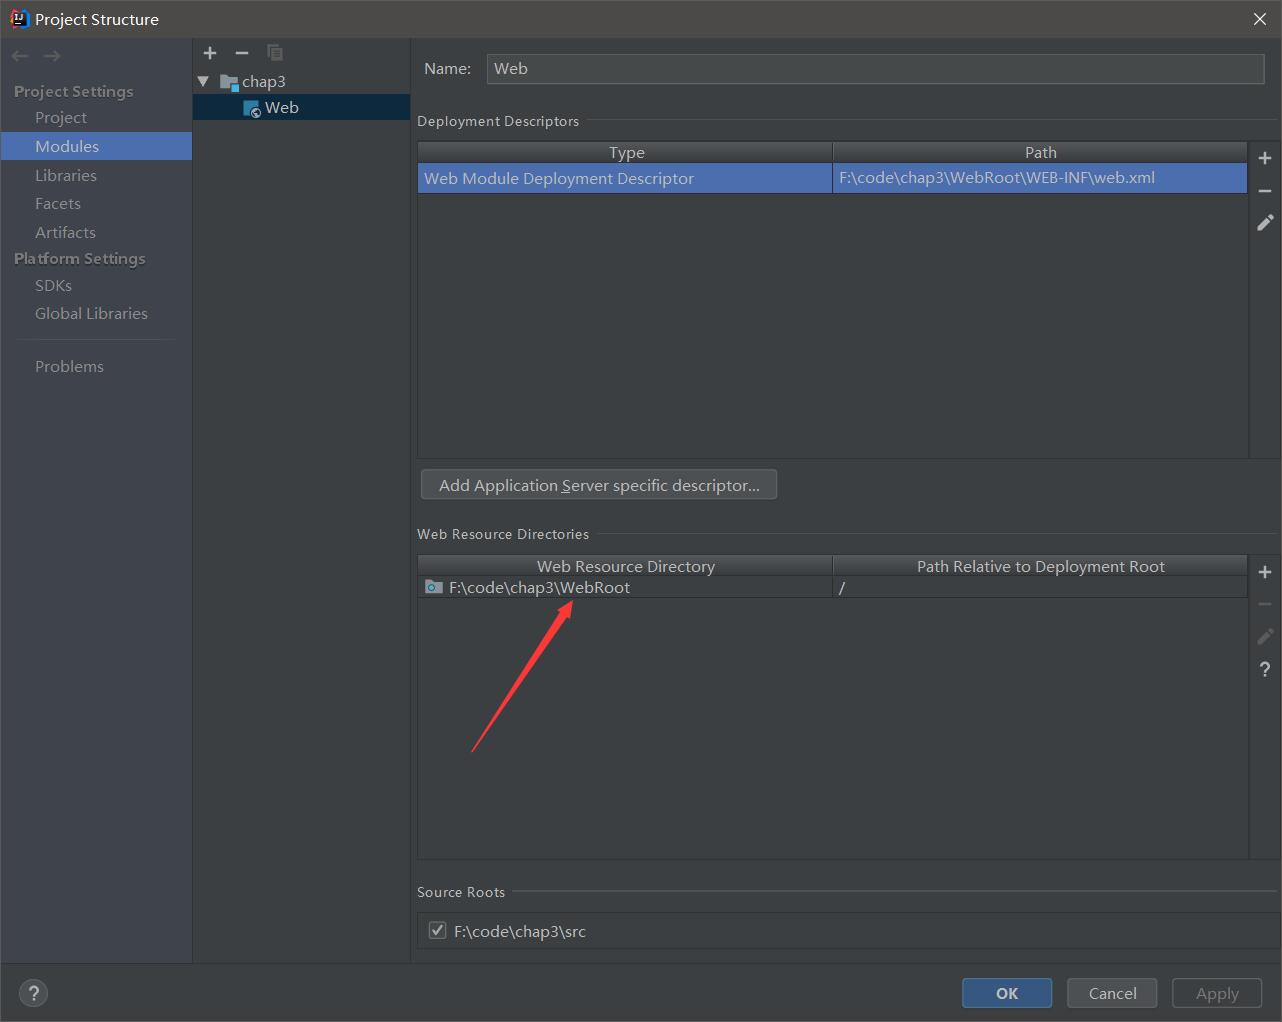 Project Structure
Project Settings
Project
Modules
Libraries
Facets
Artifacts
Platform Settings
SDKs
Global Libraries
Problems
chap3
Web
Name: Web
Deployment Descriptors
Type Path
Web Module Deployment Descriptor F:\code\chap3\WebRoot\WEB-INF\web.xml
Add Application Server specific descriptor...
Web Resource Directories
Web Resource Directory Path Relative to Deployment Root
F:\code\chap3\WebRoot /
?
Source Roots
F:\code\chap3\src
? OK Cancel Apply